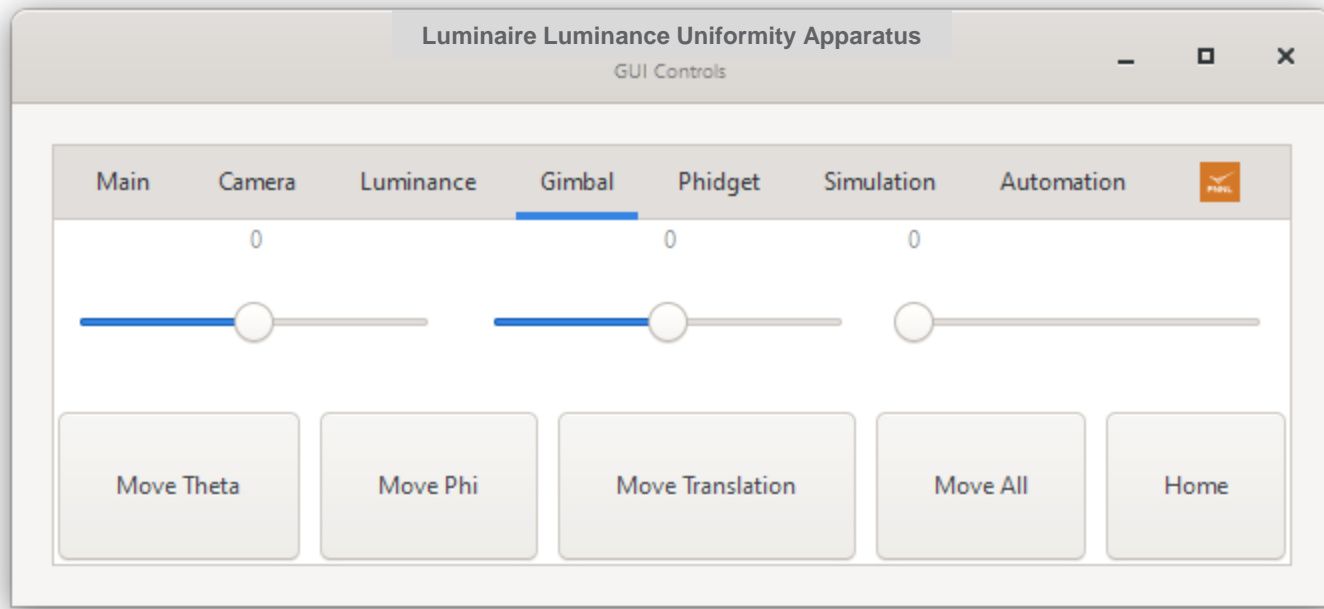 Luminaire Luminance Uniformity Apparatus
GUI Controls
Main Camera Luminance Gimbal Phidget Simulation Automation PNNL
0 0 0
Move Theta Move Phi Move Translation Move All Home